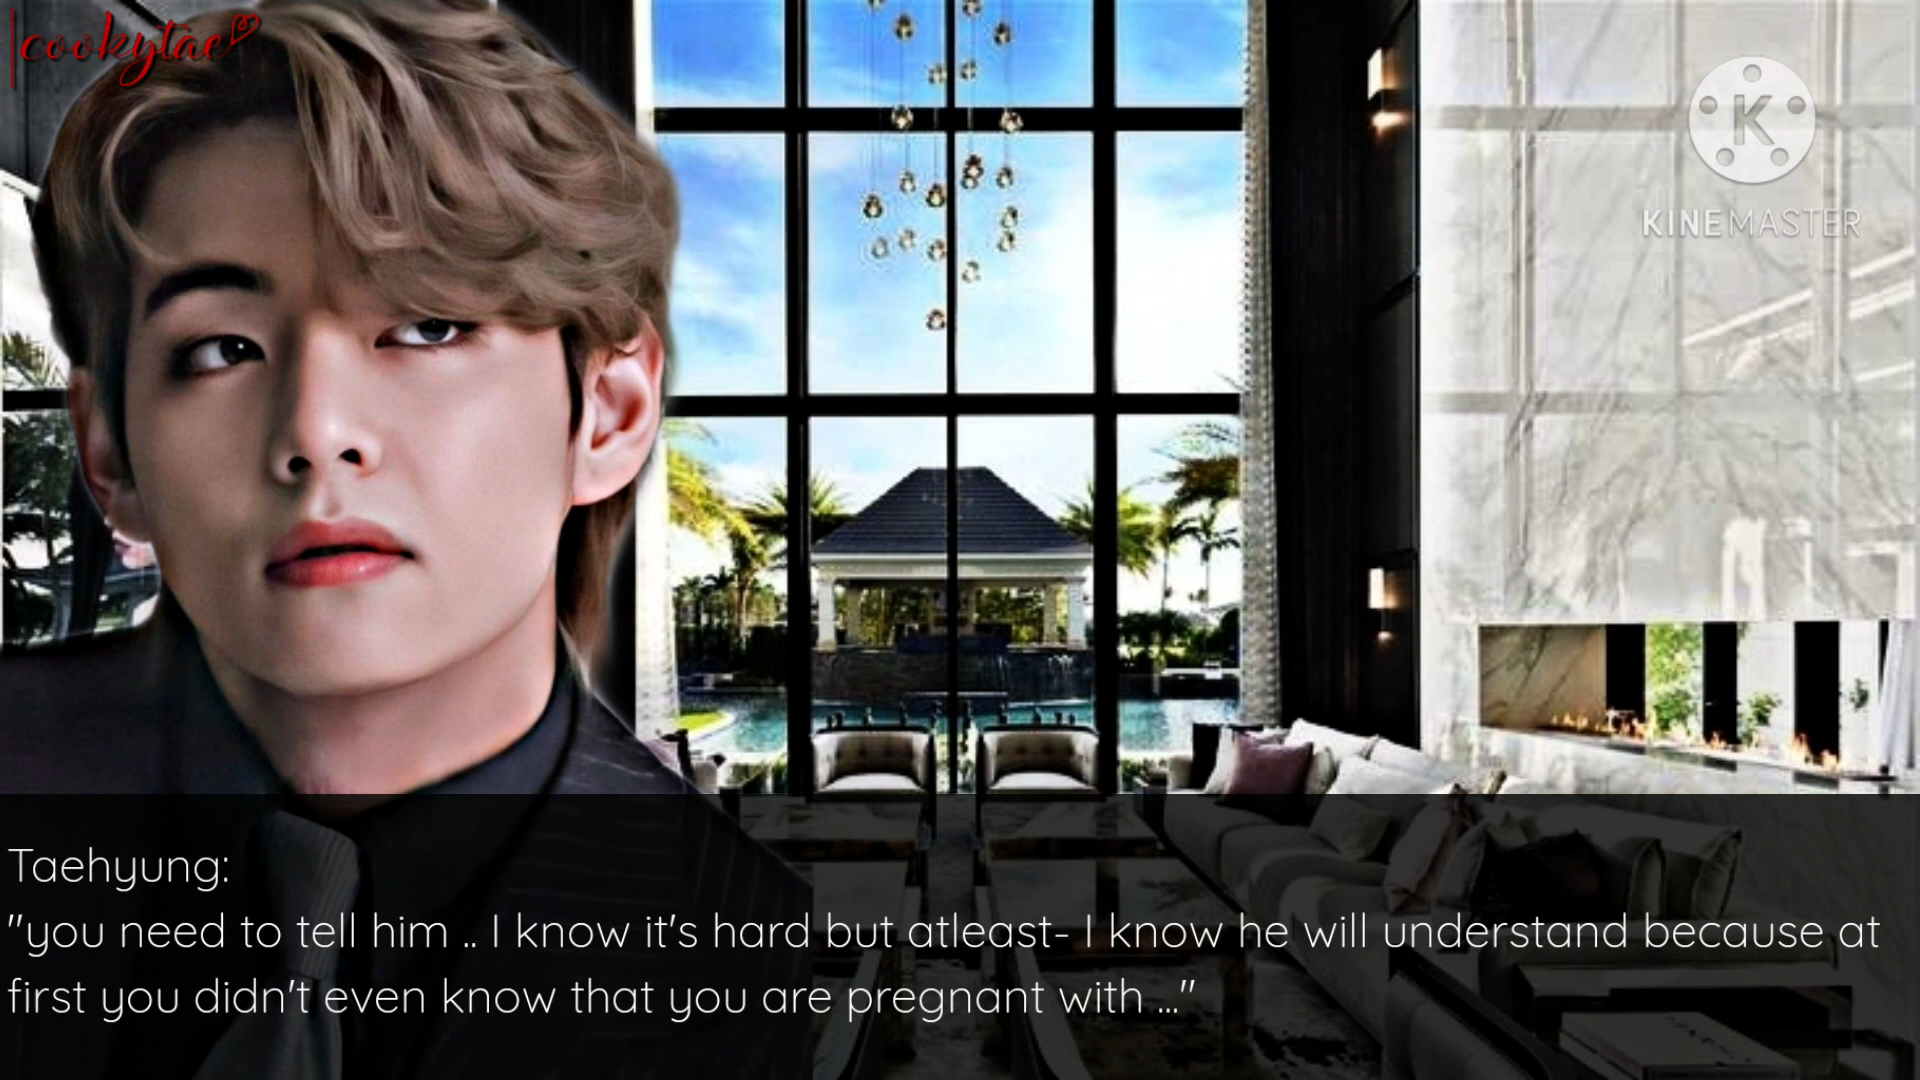 cookytae
K
KINEMASTER
Taehyung:
"you need to tell him .. I know it's hard but atleast- I know he will understand because at
first you didn't even know that you are pregnant with ..."